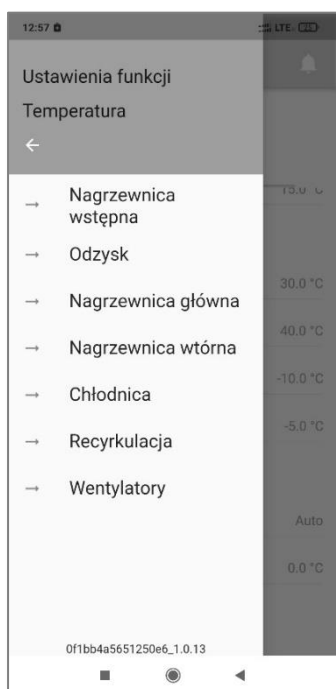 12:57 LTE
Ustawienia funkcji
Temperatura
Nagrzewnica
wstępna
Odzysk
30.0 °C
Nagrzewnica główna
40.0 °C
Nagrzewnica wtórna
-10.0 °C
Chłodnica
-5.0 °C
Recyrkulacja
Wentylatory
Auto
0.0 °C
0f1bb4a5651250e6_1.0.13